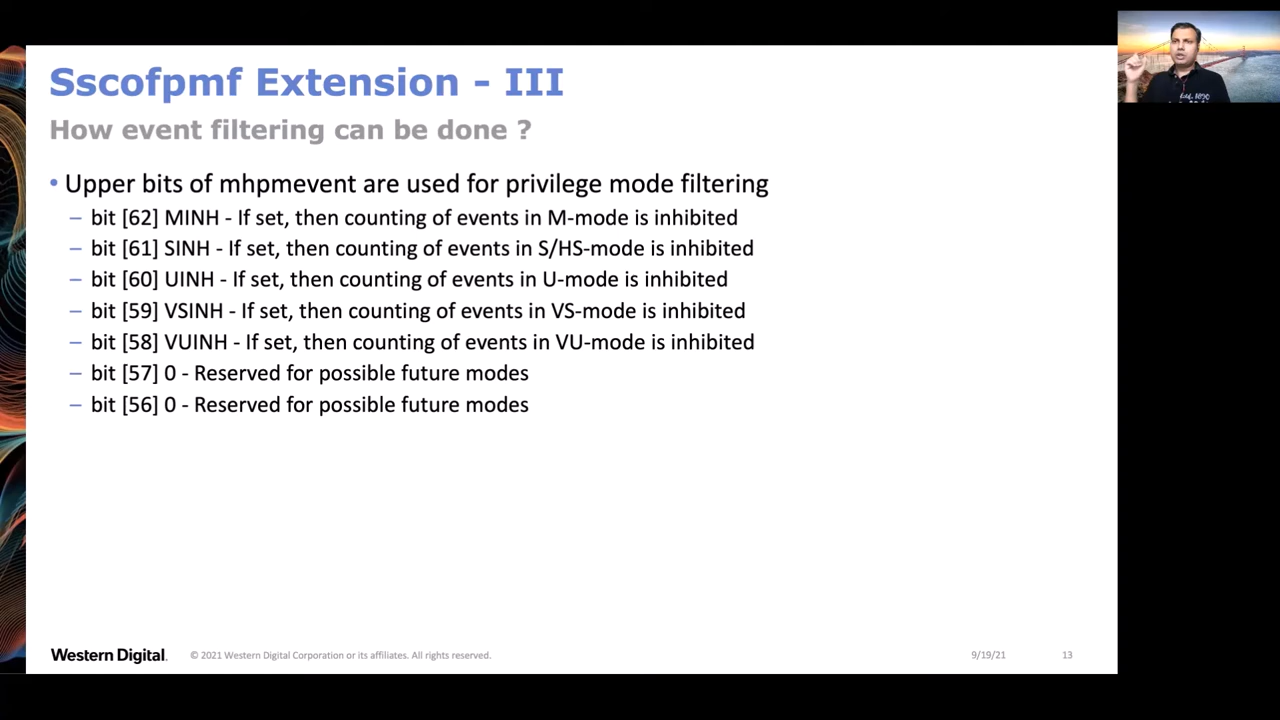 Sscofpmf Extension - III
How event filtering can be done ?
• Upper bits of mhpmevent are used for privilege mode filtering
– bit [62] MINH - If set, then counting of events in M-mode is inhibited
– bit [61] SINH - If set, then counting of events in S/HS-mode is inhibited
– bit [60] UINH - If set, then counting of events in U-mode is inhibited
– bit [59] VSINH - If set, then counting of events in VS-mode is inhibited
– bit [58] VUINH - If set, then counting of events in VU-mode is inhibited
– bit [57] 0 - Reserved for possible future modes
– bit [56] 0 - Reserved for possible future modes
Western Digital.
© 2021 Western Digital Corporation or its affiliates. All rights reserved.
9/19/21
13